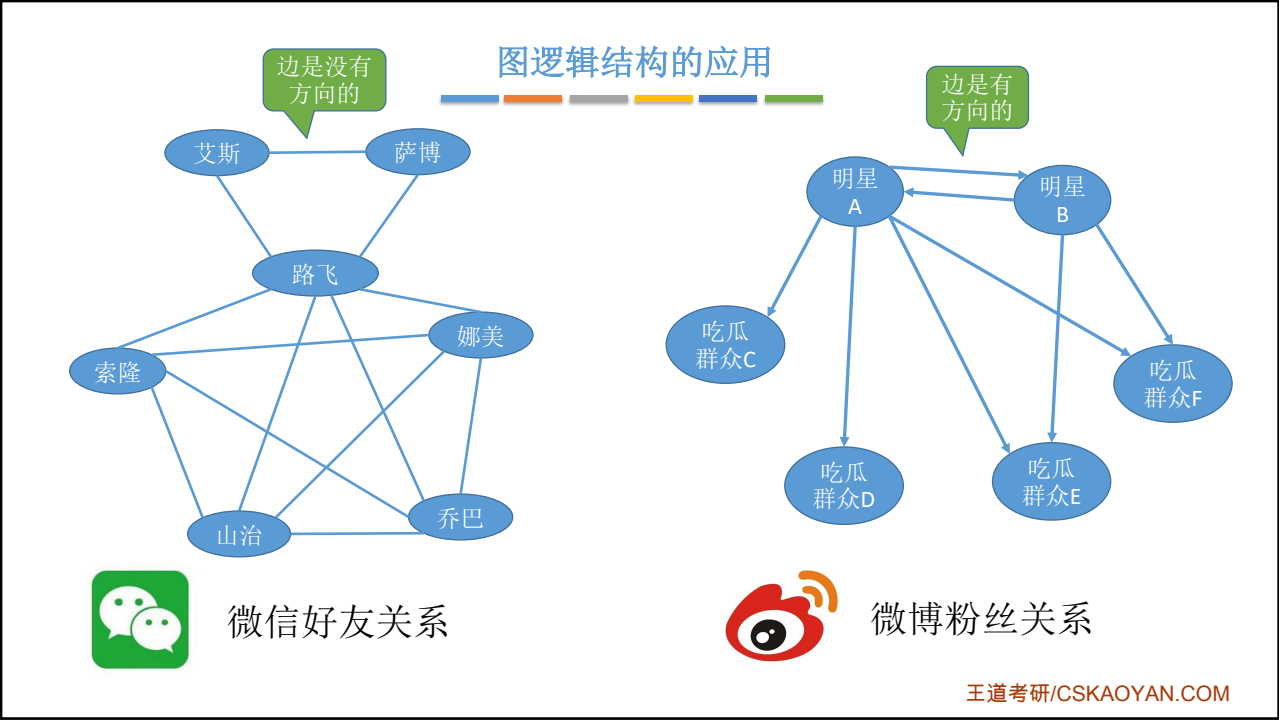 图逻辑结构的应用
边是没有
方向的
艾斯
萨博
路飞
娜美
索隆
山治
乔巴
微信好友关系
边是有
方向的
明星
A
明星
B
吃瓜
群众C
吃瓜
群众F
吃瓜
群众D
吃瓜
群众E
微博粉丝关系
王道考研/CSKAOYAN.COM